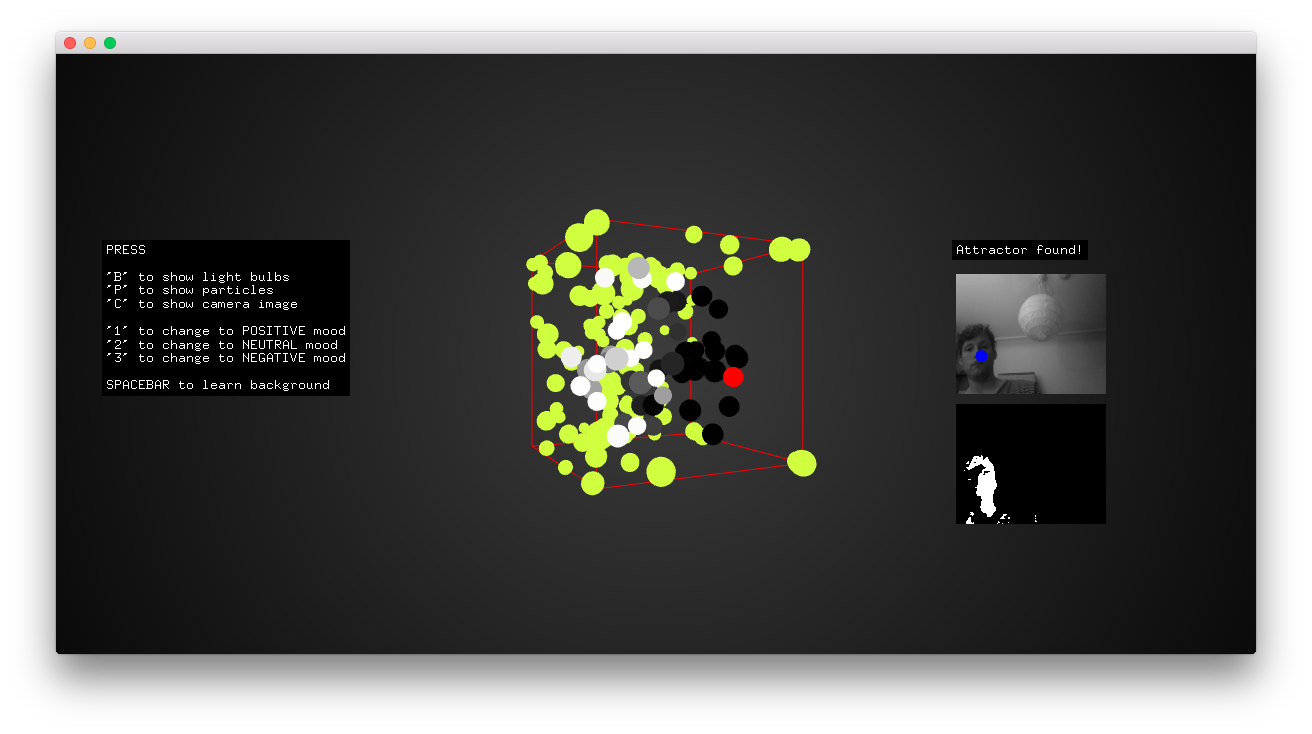 PRESS
"B" to show light bulbs
"P" to show particles
"C" to show camera image
"1" to change to POSITIVE mood
"2" to change to NEUTRAL mood
"3" to change to NEGATIVE mood
SPACEBAR to learn background
Attractor found!